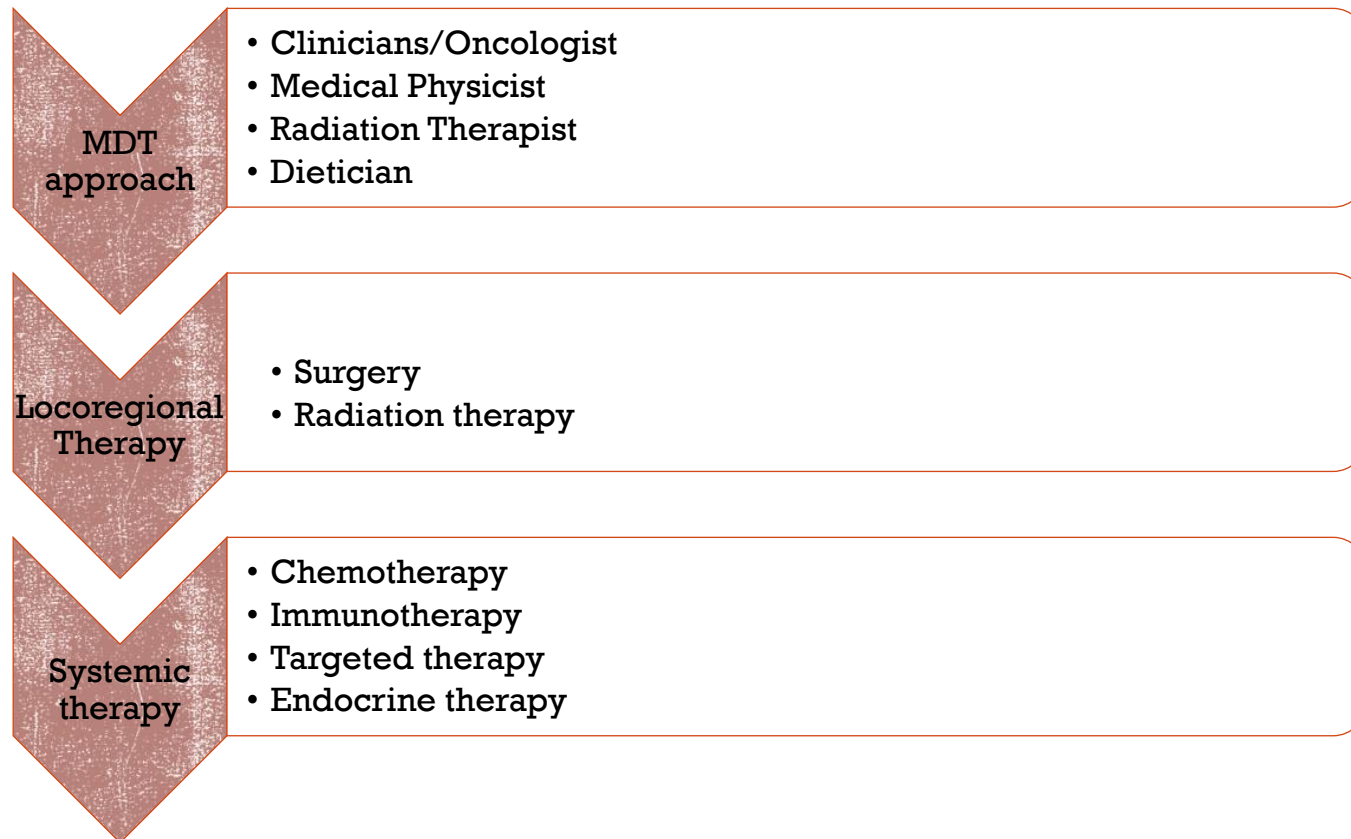 MDT
approach
• Clinicians/Oncologist
• Medical Physicist
• Radiation Therapist
• Dietician
Locoregional
Therapy
• Surgery
• Radiation therapy
Systemic
therapy
• Chemotherapy
• Immunotherapy
• Targeted therapy
• Endocrine therapy